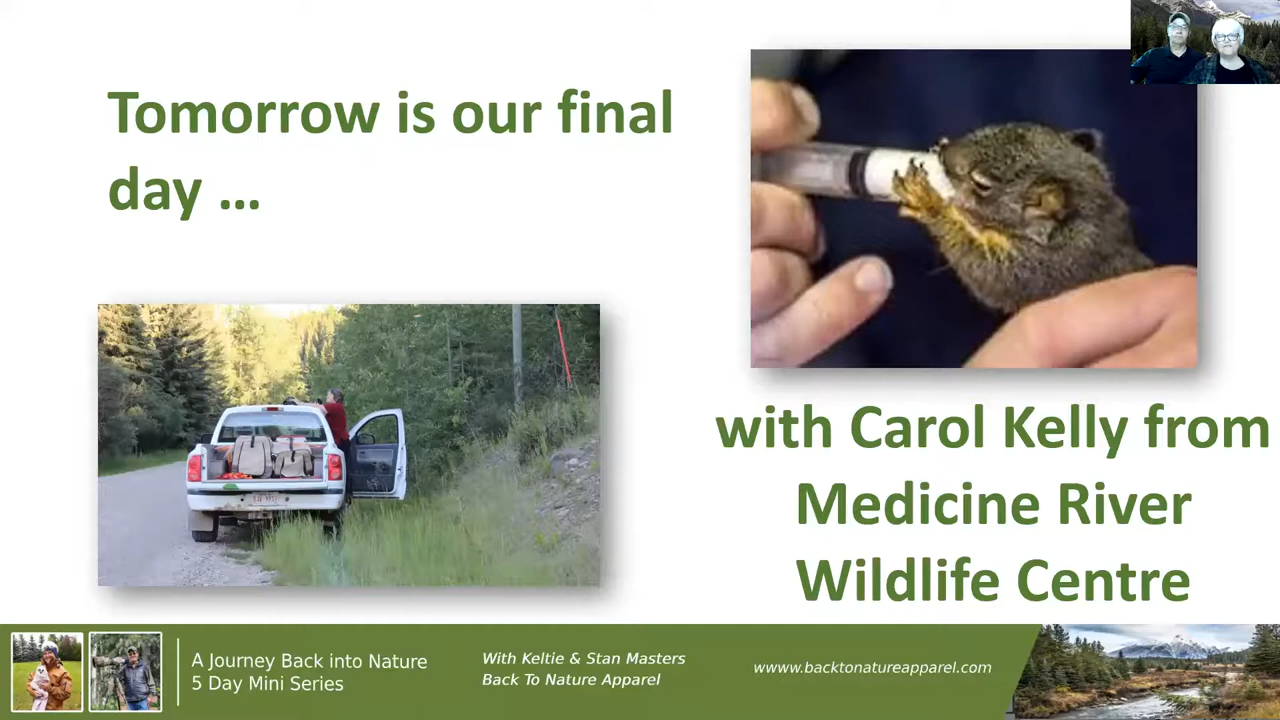 Tomorrow is our final
day ...
with Carol Kelly from
Medicine River
Wildlife Centre
A Journey Back into Nature
5 Day Mini Series
With Keltie & Stan Masters
Back To Nature Apparel
www.backtonatureapparel.com